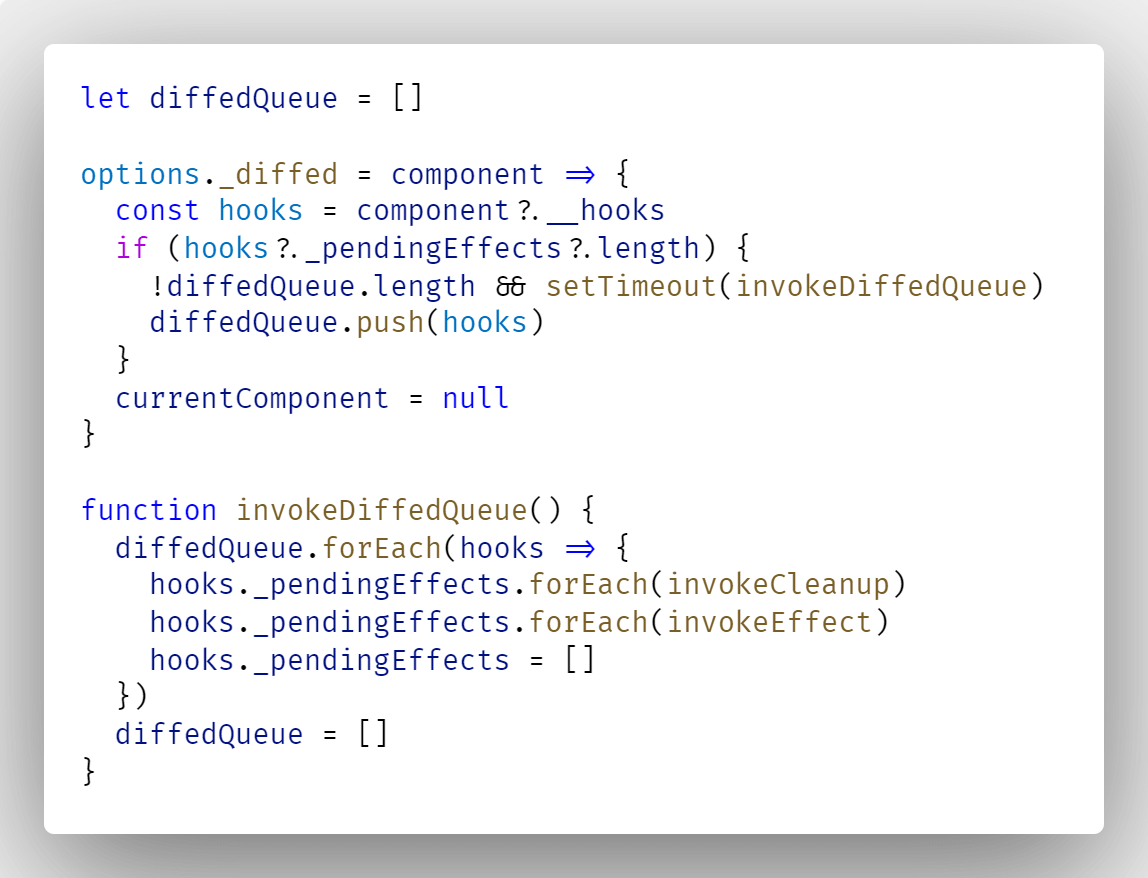 let diffedQueue = []

options._diffed = component => {
  const hooks = component?.__hooks
  if (hooks?._pendingEffects?.length) {
    !diffedQueue.length && setTimeout(invokeDiffedQueue)
    diffedQueue.push(hooks)
  }
  currentComponent = null
}

function invokeDiffedQueue() {
  diffedQueue.forEach(hooks => {
    hooks._pendingEffects.forEach(invokeCleanup)
    hooks._pendingEffects.forEach(invokeEffect)
    hooks._pendingEffects = []
  })
  diffedQueue = []
}